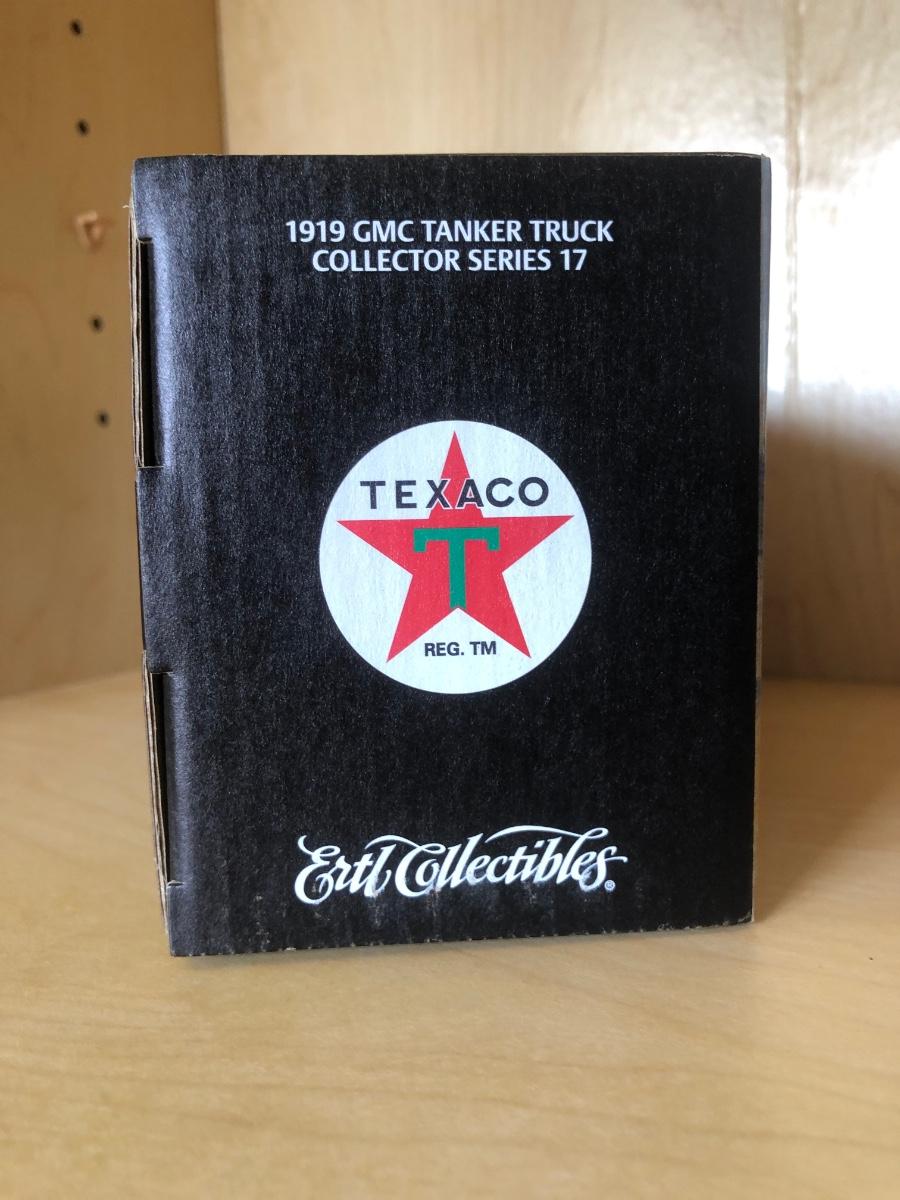 1919 GMC TANKER TRUCK
COLLECTOR SERIES 17
TEXACO
T
REG. TM
Ertl Collectibles®